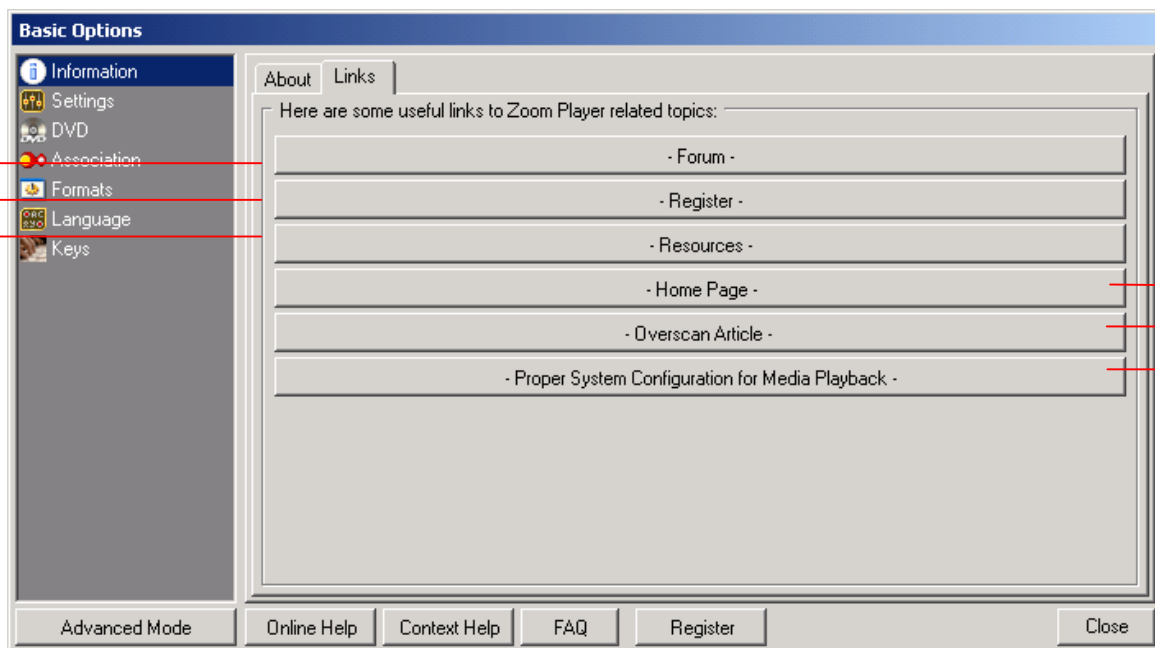 Basic Options
Information
Settings
DVD
Association
Formats
Language
Keys
About
Links
Here are some useful links to Zoom Player related topics:
- Forum -
- Register -
- Resources -
- Home Page -
- Overscan Article -
- Proper System Configuration for Media Playback -
Advanced Mode
Online Help
Context Help
FAQ
Register
Close